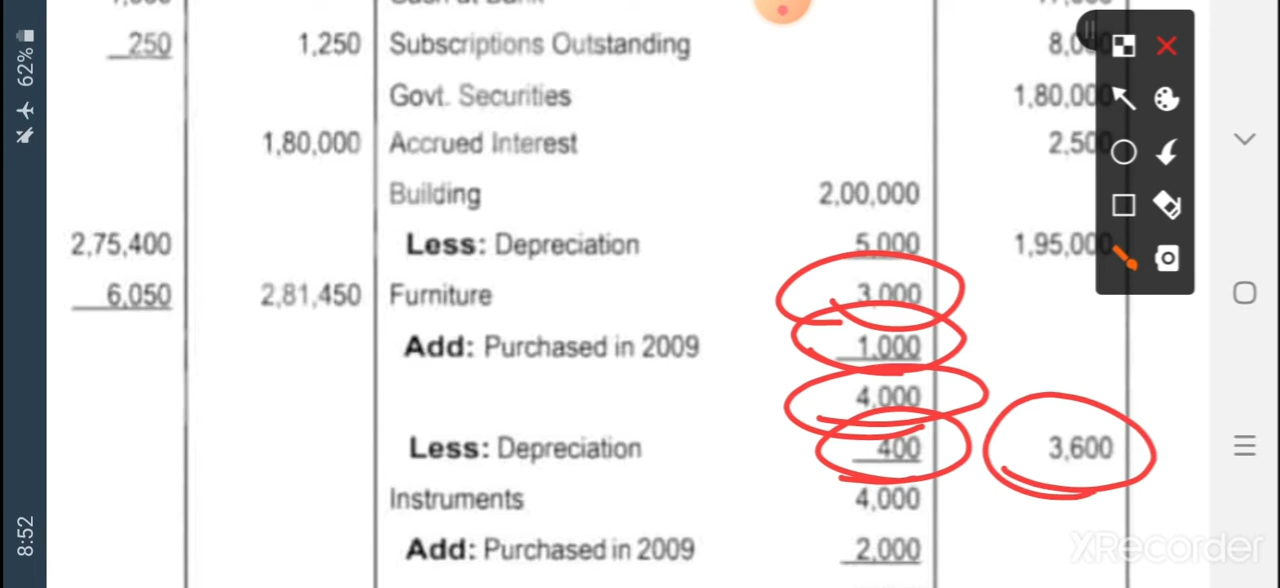 250 1,250 Subscriptions Outstanding
Govt. Securities 1,80,000
1,80,000 Accrued Interest
Building 2,00,000
2,75,400 Less: Depreciation 5,000
6,050 2,81,450 Furniture 3,000
Add: Purchased in 2009 1,000
4,000
Less: Depreciation 400 3,600
Instruments 4,000
Add: Purchased in 2009 2,000
62%
8:52
XRecorder